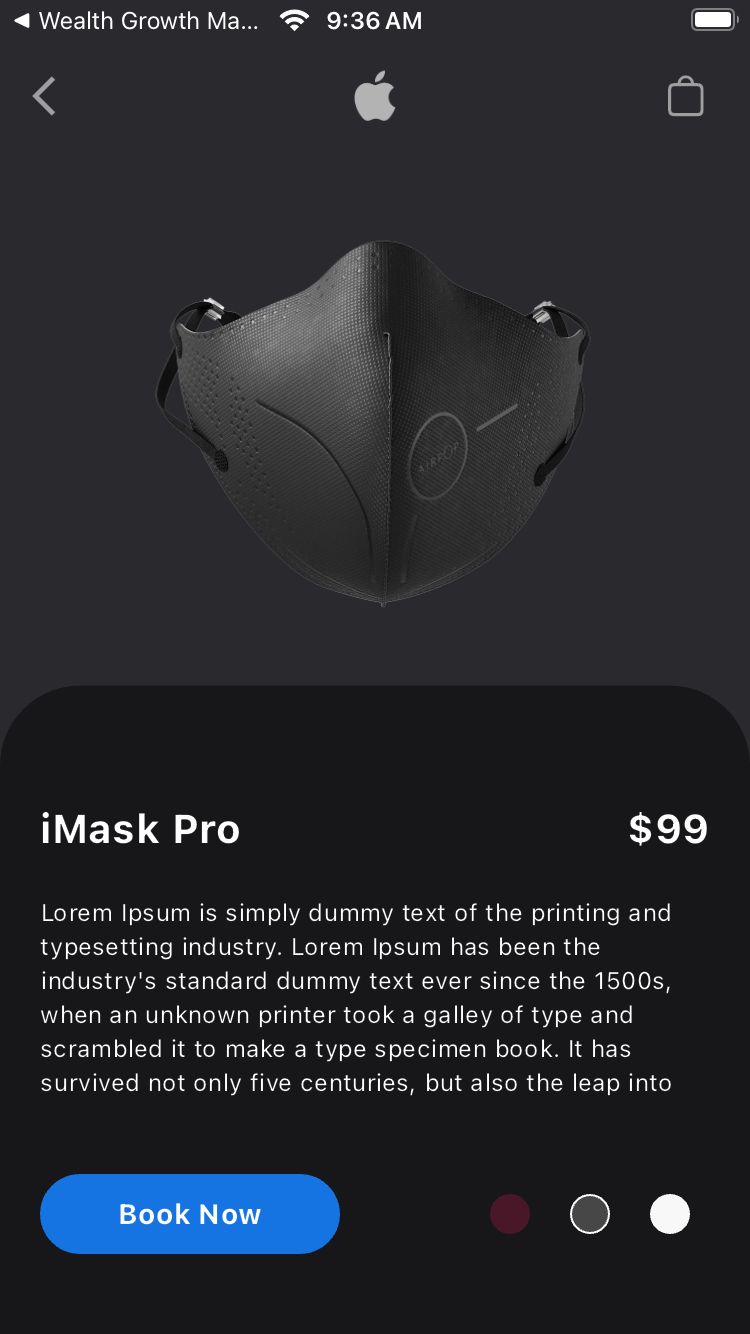 ◀ Wealth Growth Ma... 9:36 AM
AIRPOP
iMask Pro $99
Lorem Ipsum is simply dummy text of the printing and
typesetting industry. Lorem Ipsum has been the
industry's standard dummy text ever since the 1500s,
when an unknown printer took a galley of type and
scrambled it to make a type specimen book. It has
survived not only five centuries, but also the leap into
Book Now